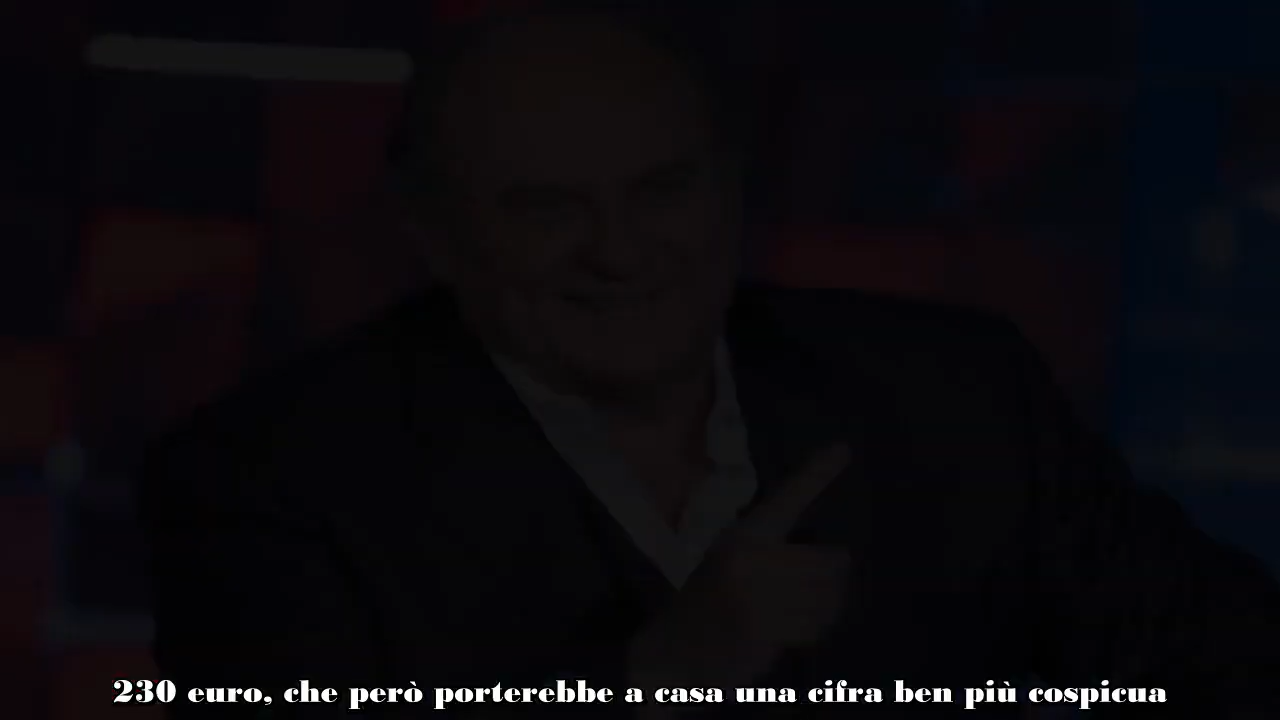 230 euro, che però porterebbe a casa una cifra ben più cospicua